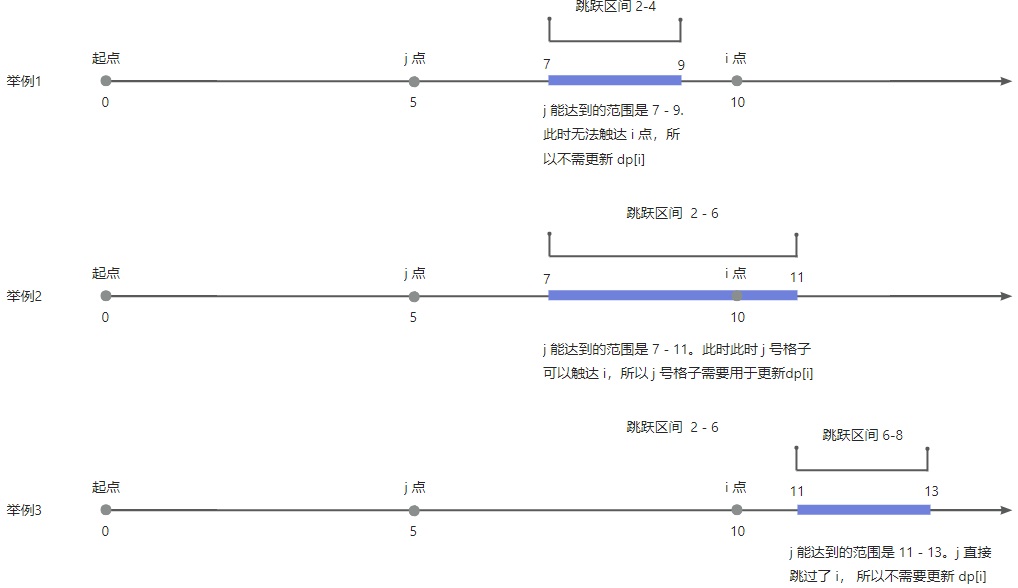 跳跃区间 2-4
起点
j 点
7
9
i 点
举例1
0
5
10
j 能达到的范围是 7 - 9.
此时无法触达 i 点，所
以不需更新 dp[i]
跳跃区间 2 - 6
起点
j 点
7
i 点
11
举例2
0
5
10
j 能达到的范围是 7 - 11。此时此时 j 号格子
可以触达 i，所以 j 号格子需要用于更新dp[i]
跳跃区间 2 - 6
跳跃区间 6-8
起点
j 点
i 点
11
13
举例3
0
5
10
j 能达到的范围是 11 - 13。j 直接
跳过了 i， 所以不需要更新 dp[i]